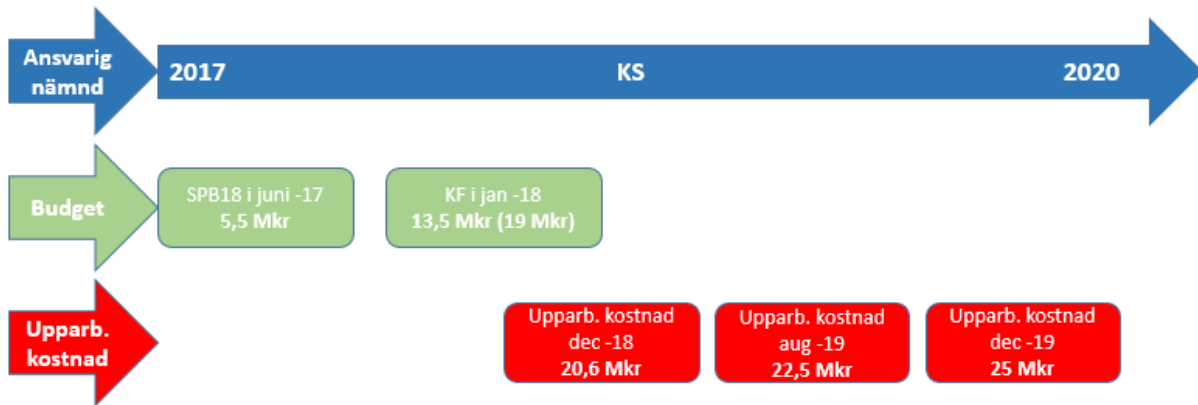 Ansvarig
nämnd
2017
KS
2020
Budget
SPB18 i juni -17
5,5 Mkr
KF i jan -18
13,5 Mkr (19 Mkr)
Upparb.
kostnad
Upparb. kostnad
dec -18
20,6 Mkr
Upparb. kostnad
aug -19
22,5 Mkr
Upparb. kostnad
dec -19
25 Mkr